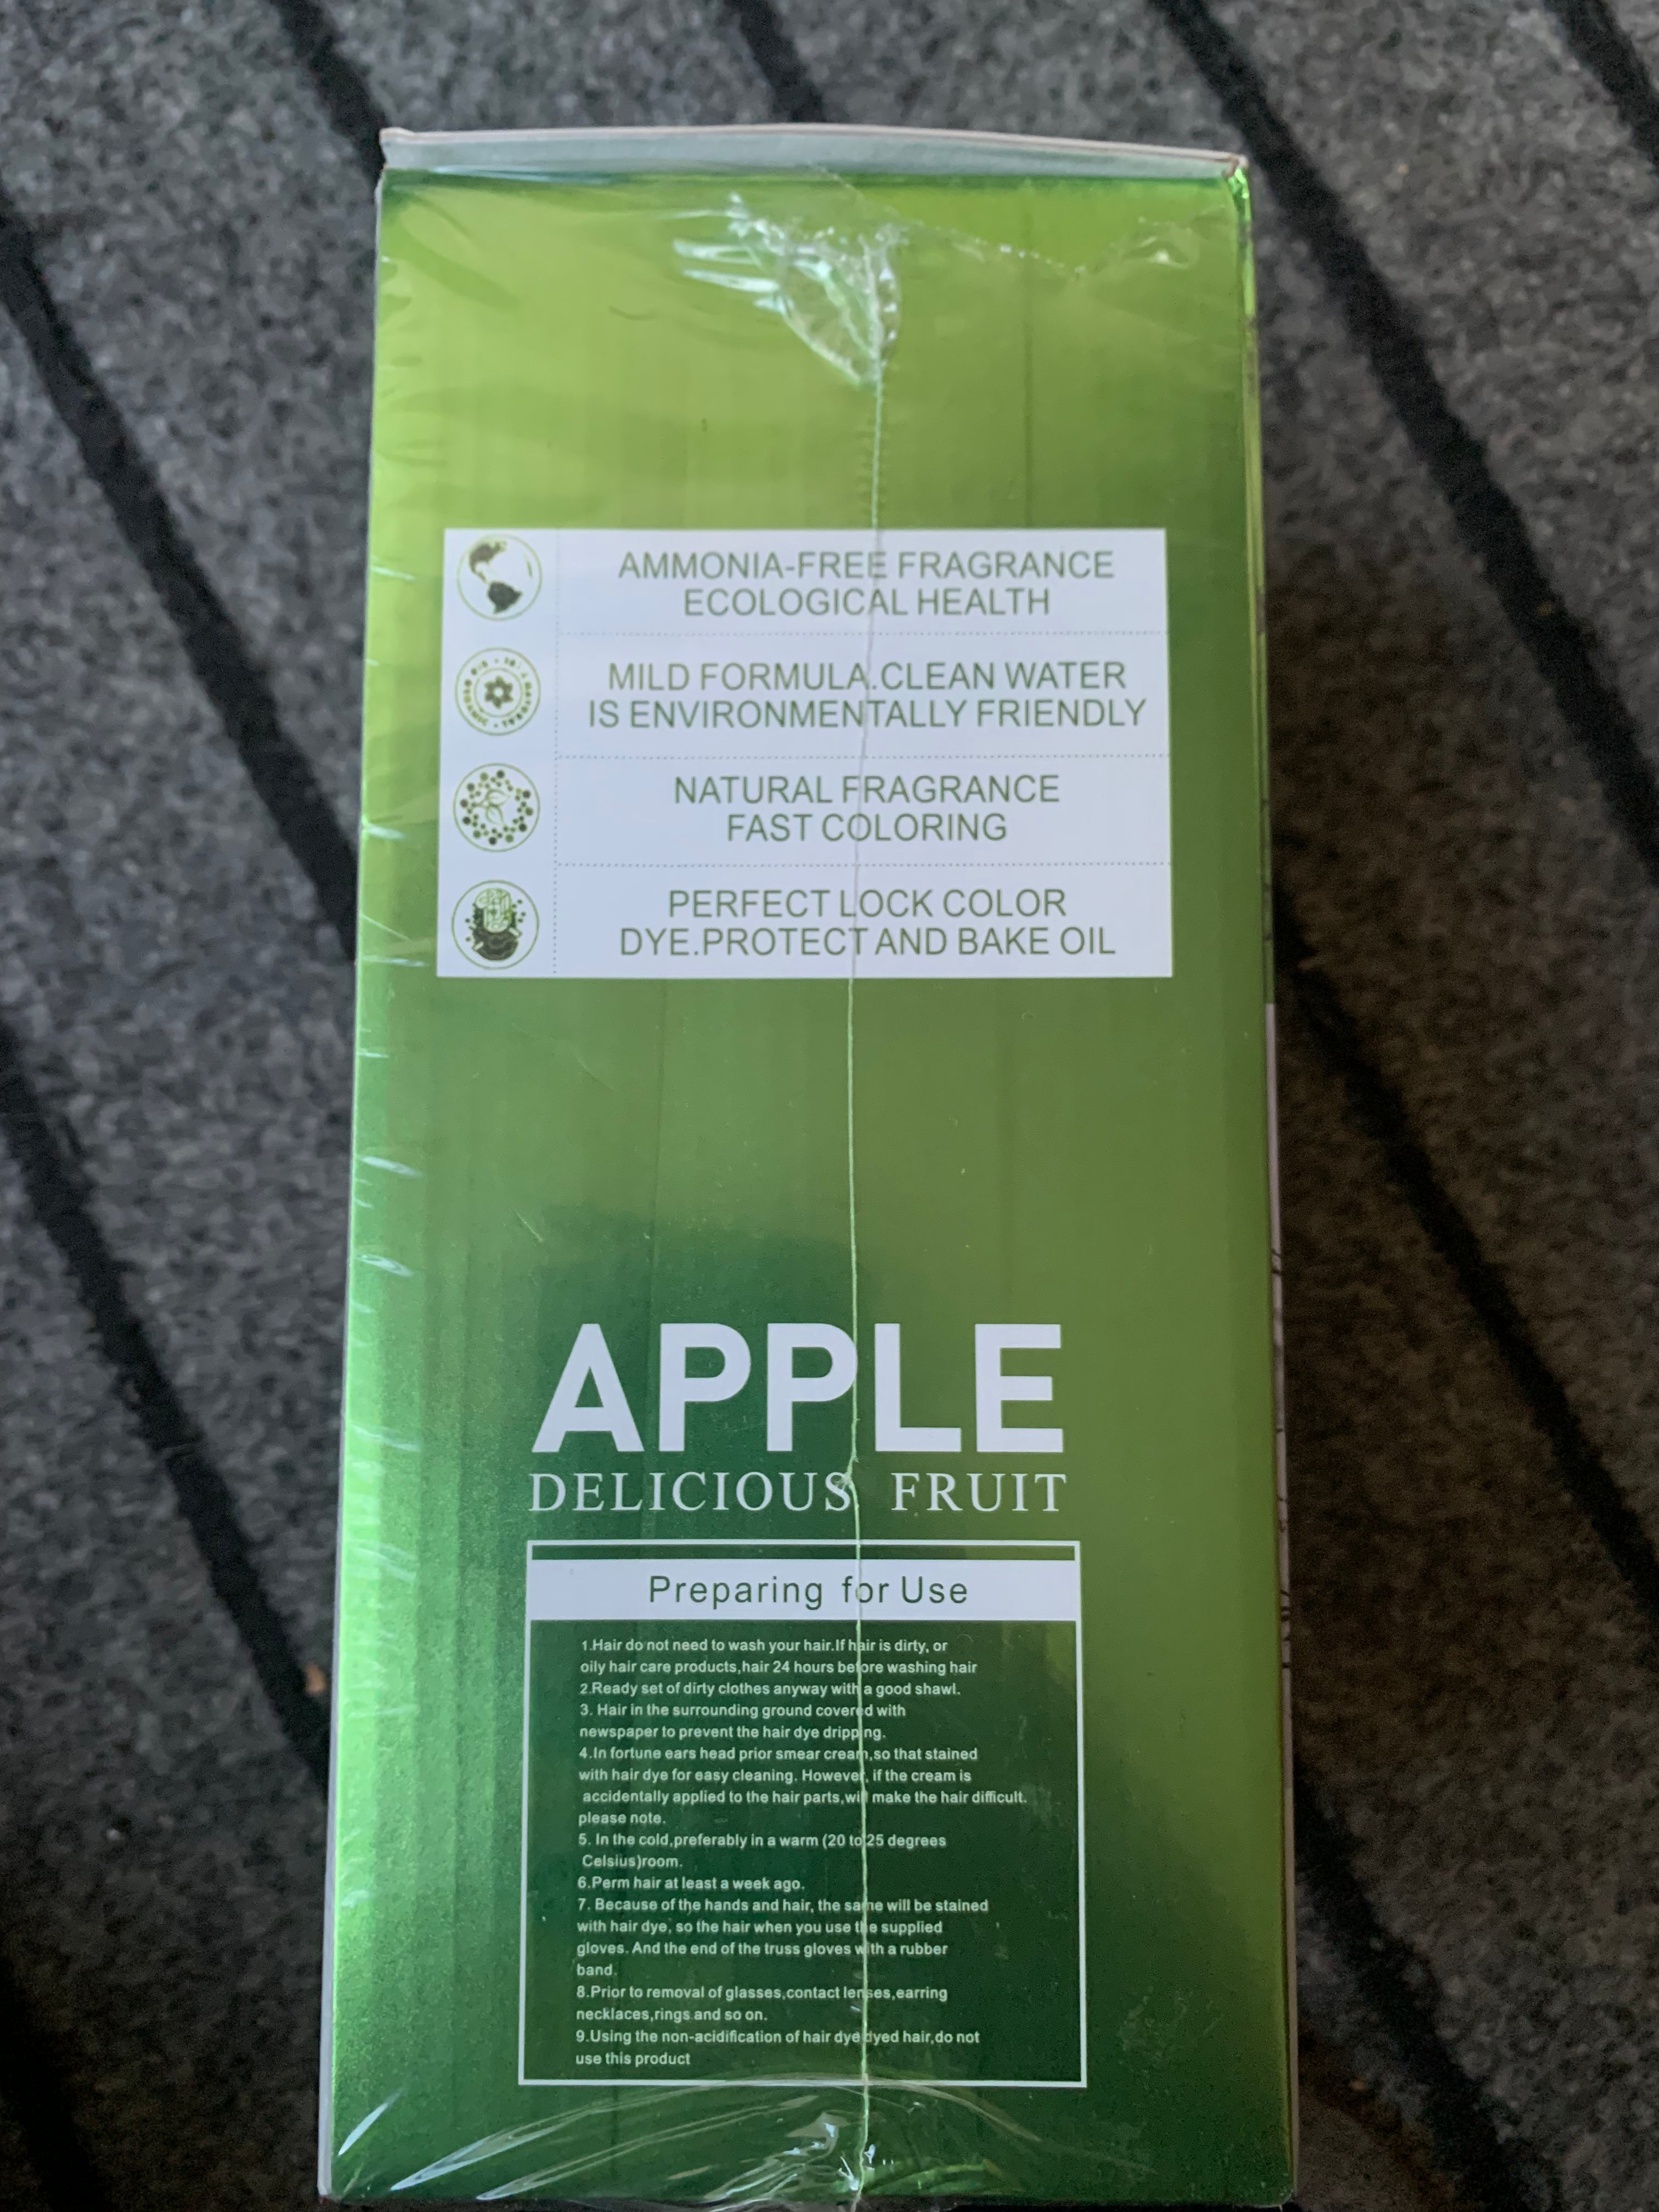 AMMONIA-FREE FRAGRANCE
ECOLOGICAL HEALTH
MILD FORMULA.CLEAN WATER
IS ENVIRONMENTALLY FRIENDLY
NATURAL FRAGRANCE
FAST COLORING
PERFECT LOCK COLOR
DYE.PROTECT AND BAKE OIL
APPLE
DELICIOUS FRUIT
Preparing for Use
1.Hair do not need to wash your hair.If hair is dirty, or
oily hair care products,hair 24 hours before washing hair
2.Ready set of dirty clothes anyway with a good shawl.
3. Hair in the surrounding ground covered with
newspaper to prevent the hair dye dripping.
4.In fortune ears head prior smear cream,so that stained
with hair dye for easy cleaning. However, if the cream is
accidentally applied to the hair parts,will make the hair difficult.
please note.
5. In the cold,preferably in a warm (20 to 25 degrees
Celsius)room.
6.Perm hair at least a week ago.
7. Because of the hands and hair, the same will be stained
with hair dye, so the hair when you use the supplied
gloves. And the end of the truss gloves with a rubber
band.
8.Prior to removal of glasses,contact lenses,earring
necklaces,rings and so on.
9.Using the non-acidification of hair dye dyed hair,do not
use this product